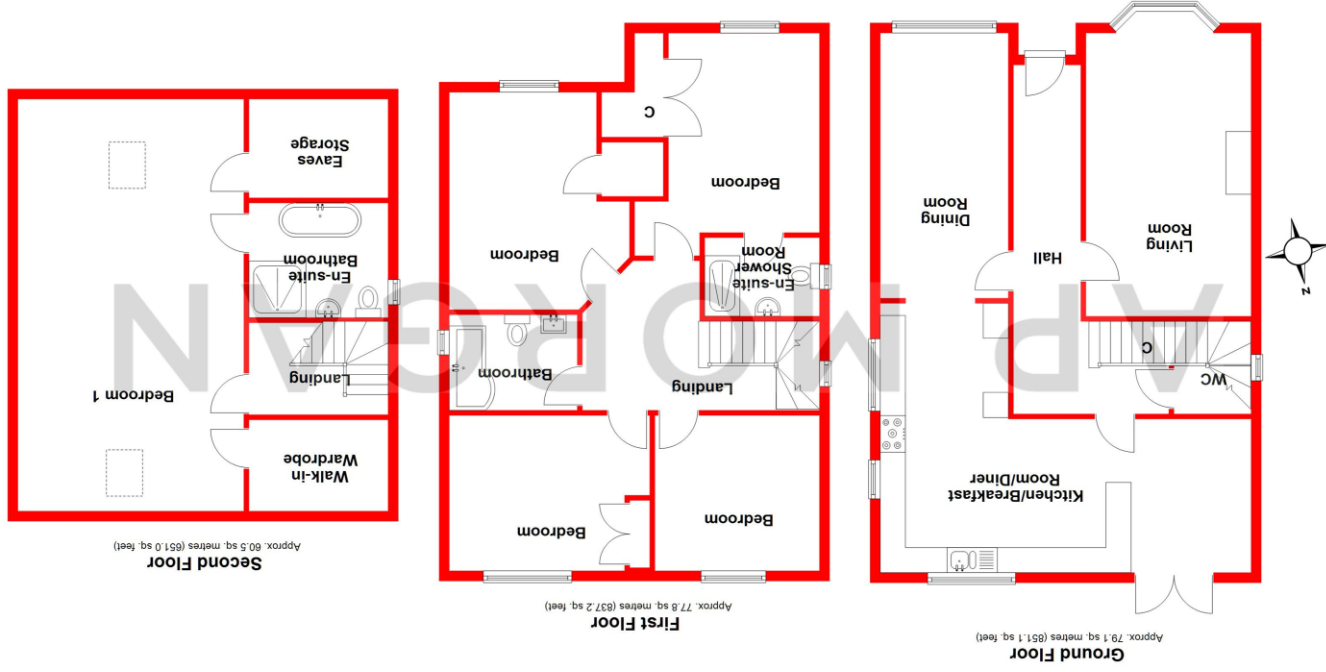 Ground Floor
Approx. 79.1 sq. metres (851.1 sq. feet)
Kitchen/Breakfast
Room/Diner
WC
C
Hall
Living
Room
Dining
Room
First Floor
Approx. 77.8 sq. metres (837.2 sq. feet)
Bedroom
Bedroom
Landing
Bathroom
En-suite
Shower
Room
Bedroom
Bedroom
C
Second Floor
Approx. 60.5 sq. metres (651.0 sq. feet)
Walk-in
Wardrobe
Landing
Bedroom 1
En-suite
Bathroom
Eaves
Storage
N
AP MORGAN